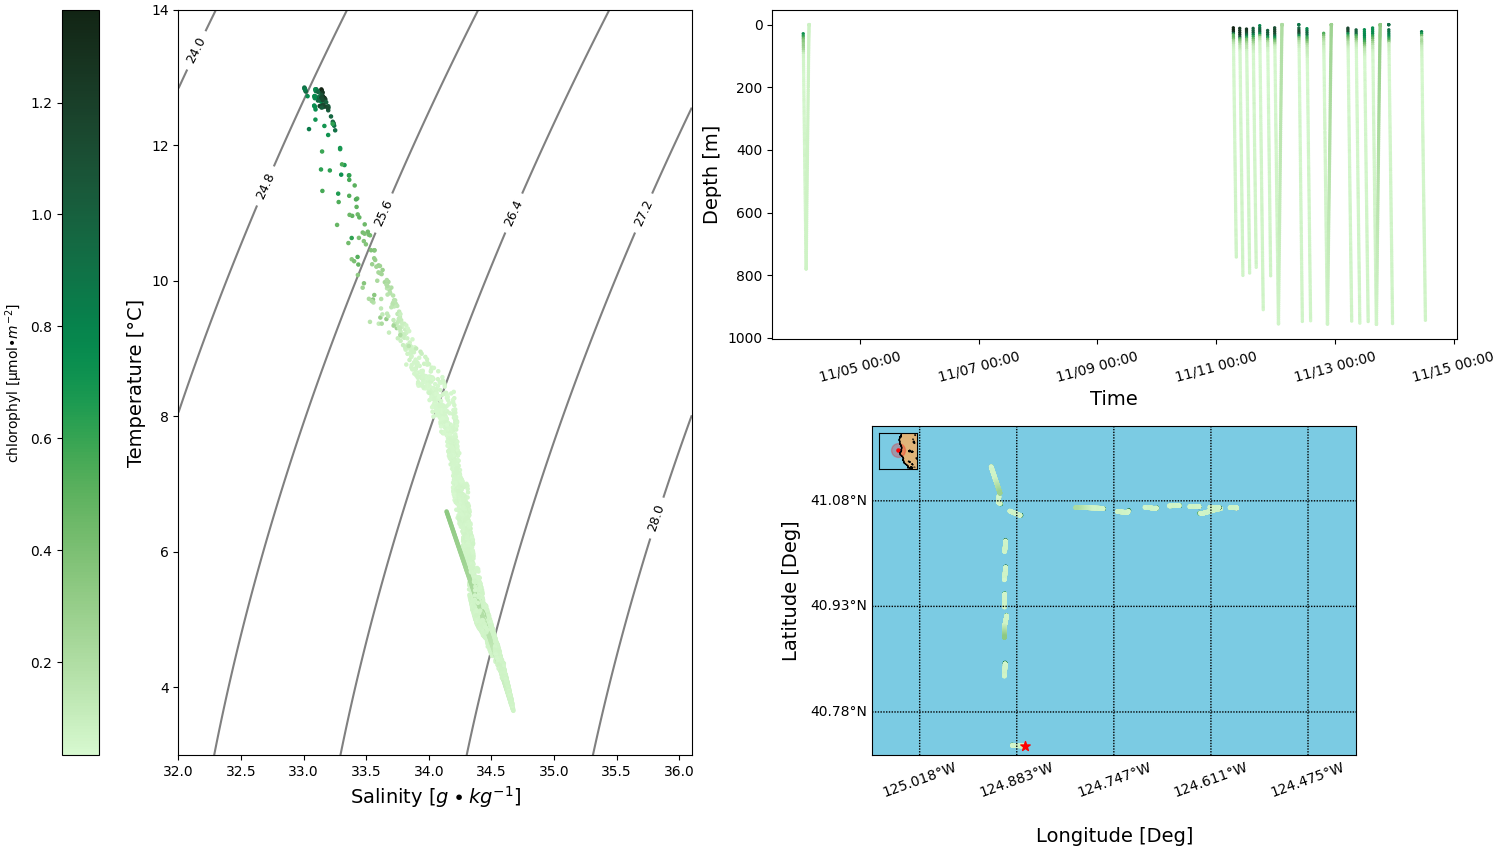 chlorophyl [μmol•m⁻²]
1.2
1.0
0.8
0.6
0.4
0.2
Temperature [°C]
14
12
10
8
6
4
24.0
24.8
25.6
26.4
27.2
28.0
32.0 32.5 33.0 33.5 34.0 34.5 35.0 35.5 36.0
Salinity [g • kg⁻¹]
Depth [m]
0
200
400
600
800
1000
11/05 00:00 11/07 00:00 11/09 00:00 11/11 00:00 11/13 00:00 11/15 00:00
Time
Latitude [Deg]
41.08°N
40.93°N
40.78°N
125.018°W 124.883°W 124.747°W 124.611°W 124.475°W
Longitude [Deg]